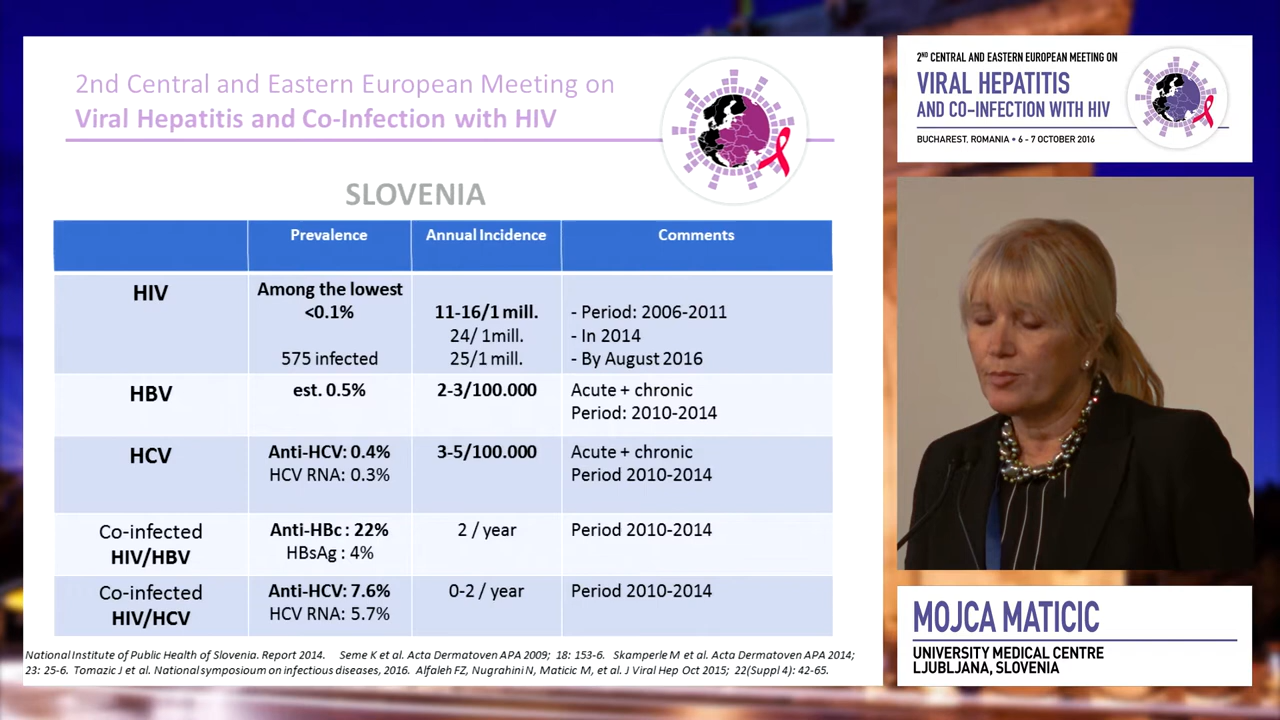 2nd Central and Eastern European Meeting on
Viral Hepatitis and Co-Infection with HIV
SLOVENIA
Prevalence Annual Incidence Comments
HIV
Among the lowest
<0.1%
575 infected
11-16/1 mill.
24/ 1mill.
25/1 mill.
- Period: 2006-2011
- In 2014
- By August 2016
HBV
est. 0.5%
2-3/100.000
Acute + chronic
Period: 2010-2014
HCV
Anti-HCV: 0.4%
HCV RNA: 0.3%
3-5/100.000
Acute + chronic
Period 2010-2014
Co-infected
HIV/HBV
Anti-HBc : 22%
HBsAg : 4%
2 / year
Period 2010-2014
Co-infected
HIV/HCV
Anti-HCV: 7.6%
HCV RNA: 5.7%
0-2 / year
Period 2010-2014
National Institute of Public Health of Slovenia. Report 2014. Seme K et al. Acta Dermatoven APA 2009; 18: 153-6. Skamperle M et al. Acta Dermatoven APA 2014;
23: 25-6. Tomazic J et al. National symposium on infectious diseases, 2016. Alfaleh FZ, Nugrahini N, Maticic M, et al. J Viral Hep Oct 2015; 22(Suppl 4): 42-65.
2ND CENTRAL AND EASTERN EUROPEAN MEETING ON
VIRAL HEPATITIS
AND CO-INFECTION WITH HIV
BUCHAREST, ROMANIA • 6 - 7 OCTOBER 2016
MOJCA MATICIC
UNIVERSITY MEDICAL CENTRE
LJUBLJANA, SLOVENIA